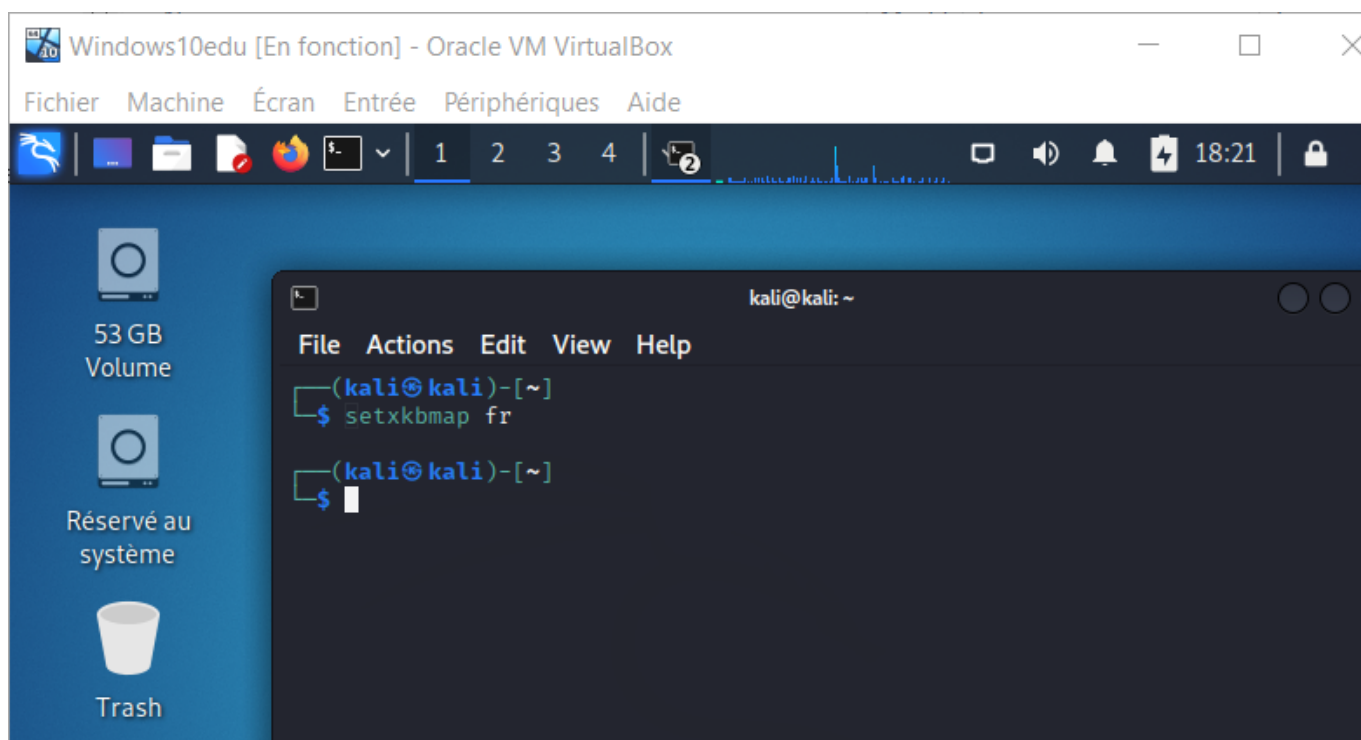 Windows10edu [En fonction] - Oracle VM VirtualBox
Fichier Machine Écran Entrée Périphériques Aide
1 2 3 4 2 18:21
53 GB
Volume
Réservé au
système
Trash
kali@kali: ~
File Actions Edit View Help
┌──(kali㉿kali)-[~]
└─$ setxkbmap fr
┌──(kali㉿kali)-[~]
└─$